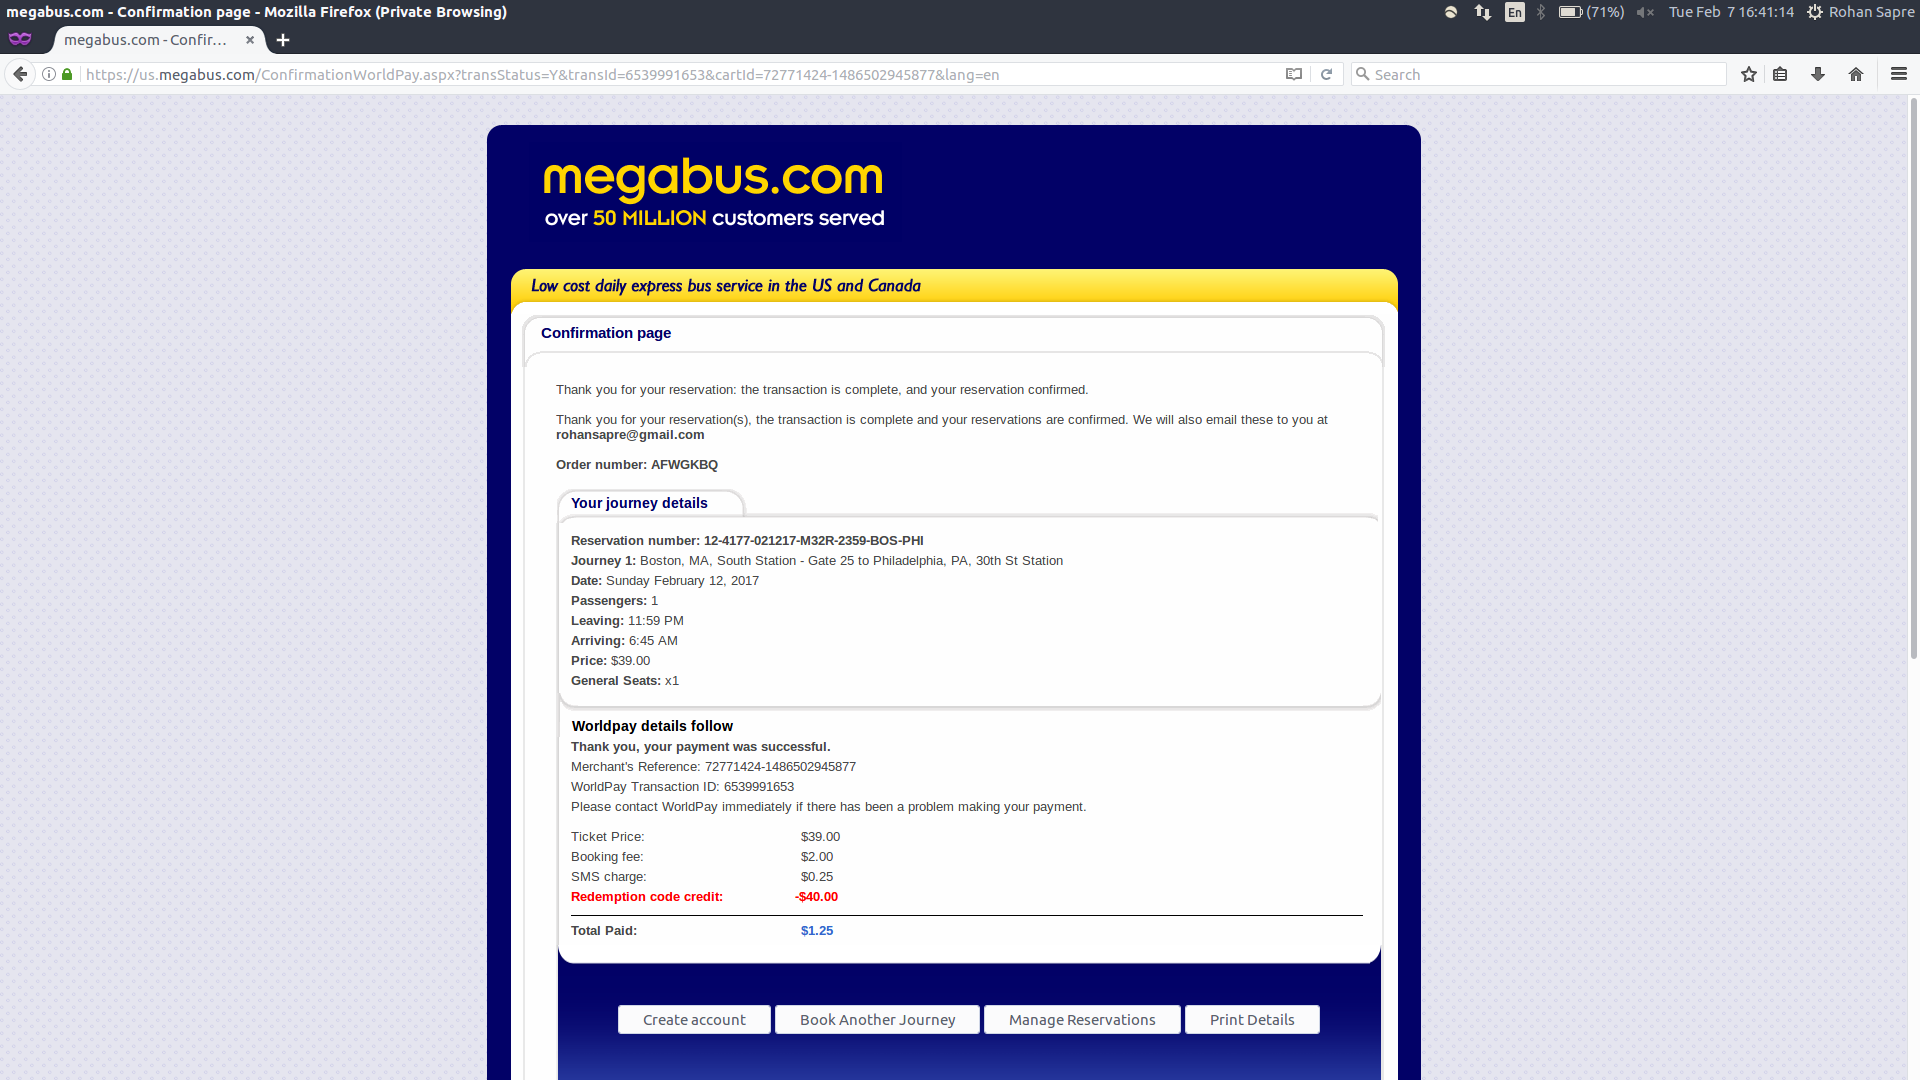 megabus.com - Confirmation page - Mozilla Firefox (Private Browsing)
En
(71%)
Tue Feb 7 16:41:14
Rohan Sapre
megabus.com - Confir...
https://us.megabus.com/ConfirmationWorldPay.aspx?transStatus=Y&transId=6539991653&cartId=72771424-1486502945877&lang=en
Search
megabus.com
over 50 MILLION customers served
Low cost daily express bus service in the US and Canada
Confirmation page
Thank you for your reservation: the transaction is complete, and your reservation confirmed.
Thank you for your reservation(s), the transaction is complete and your reservations are confirmed. We will also email these to you at
rohansapre@gmail.com
Order number: AFWGKBQ
Your journey details
Reservation number: 12-4177-021217-M32R-2359-BOS-PHI
Journey 1: Boston, MA, South Station - Gate 25 to Philadelphia, PA, 30th St Station
Date: Sunday February 12, 2017
Passengers: 1
Leaving: 11:59 PM
Arriving: 6:45 AM
Price: $39.00
General Seats: x1
Worldpay details follow
Thank you, your payment was successful.
Merchant's Reference: 72771424-1486502945877
WorldPay Transaction ID: 6539991653
Please contact WorldPay immediately if there has been a problem making your payment.
Ticket Price: $39.00
Booking fee: $2.00
SMS charge: $0.25
Redemption code credit: -$40.00
Total Paid: $1.25
Create account
Book Another Journey
Manage Reservations
Print Details